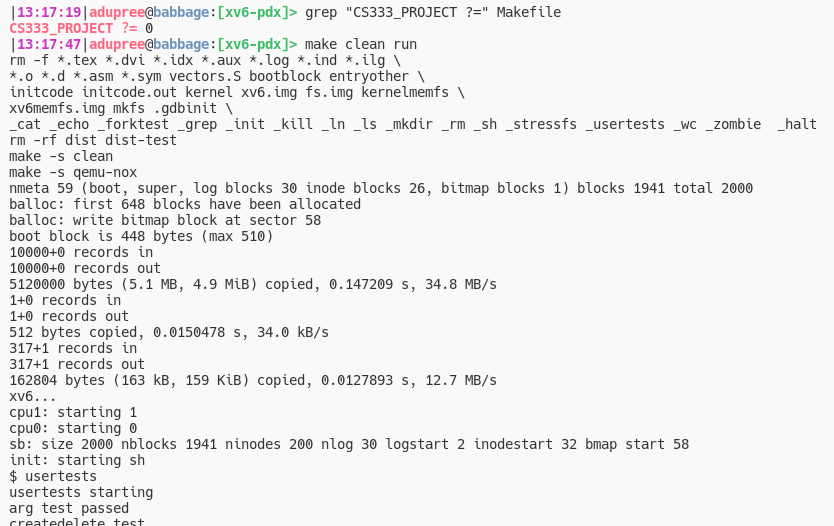 |13:17:19|adupree@babbage:[xv6-pdx]> grep "CS333_PROJECT ?=" Makefile
CS333_PROJECT ?= 0
|13:17:47|adupree@babbage:[xv6-pdx]> make clean run
rm -f *.tex *.dvi *.idx *.aux *.log *.ind *.ilg \
*.o *.d *.asm *.sym vectors.S bootblock entryother \
initcode initcode.out kernel xv6.img fs.img kernelmemfs \
xv6memfs.img mkfs .gdbinit \
_cat _echo _forktest _grep _init _kill _ln _ls _mkdir _rm _sh _stressfs _usertests _wc _zombie  _halt
rm -rf dist dist-test
make -s clean
make -s qemu-nox
nmeta 59 (boot, super, log blocks 30 inode blocks 26, bitmap blocks 1) blocks 1941 total 2000
balloc: first 648 blocks have been allocated
balloc: write bitmap block at sector 58
boot block is 448 bytes (max 510)
10000+0 records in
10000+0 records out
5120000 bytes (5.1 MB, 4.9 MiB) copied, 0.147209 s, 34.8 MB/s
1+0 records in
1+0 records out
512 bytes copied, 0.0150478 s, 34.0 kB/s
317+1 records in
317+1 records out
162804 bytes (163 kB, 159 KiB) copied, 0.0127893 s, 12.7 MB/s
xv6...
cpu1: starting 1
cpu0: starting 0
sb: size 2000 nblocks 1941 ninodes 200 nlog 30 logstart 2 inodestart 32 bmap start 58
init: starting sh
$ usertests
usertests starting
arg test passed
createdelete test